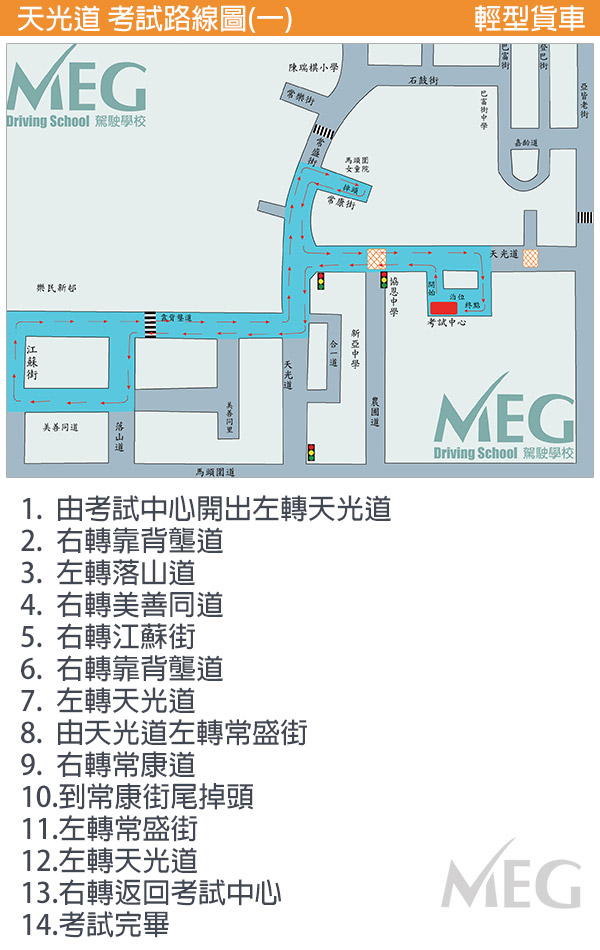 天光道 考試路線圖(一)
輕型貨車
MEG
Driving School 駕駛學校
陳瑞祺小學
石鼓街
巴富街
登巴街
亞皆老街
常樂街
巴富街中學
常盛街
嘉齡道
馬頭圍
女童院
掉頭
常康街
天光道
樂民新邨
協恩中學
開始
泊位
終點
考試中心
靠背壟道
江蘇街
合一道
新亞中學
天光道
農圃道
美善同里
美善同道
落山道
馬頭圍道
MEG
Driving School 駕駛學校
1. 由考試中心開出左轉天光道
2. 右轉靠背壟道
3. 左轉落山道
4. 右轉美善同道
5. 右轉江蘇街
6. 右轉靠背壟道
7. 左轉天光道
8. 由天光道左轉常盛街
9. 右轉常康道
10.到常康街尾掉頭
11.左轉常盛街
12.左轉天光道
13.右轉返回考試中心
14.考試完畢
MEG